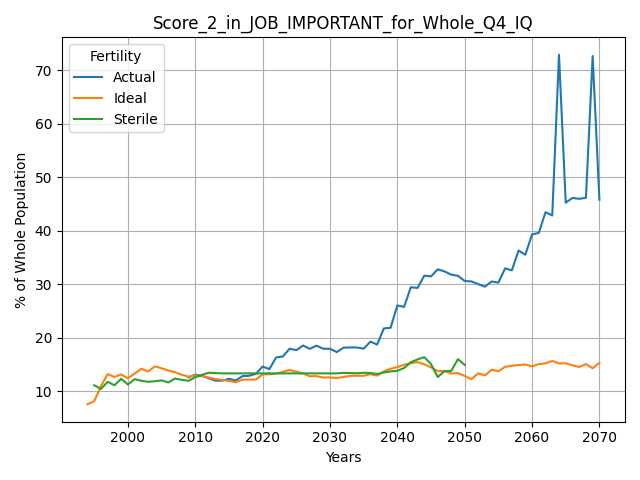 Score_2_in_JOB_IMPORTANT_for_Whole_Q4_IQ
Fertility
Actual
Ideal
Sterile
% of Whole Population
70
60
50
40
30
20
10
2000 2010 2020 2030 2040 2050 2060 2070
Years